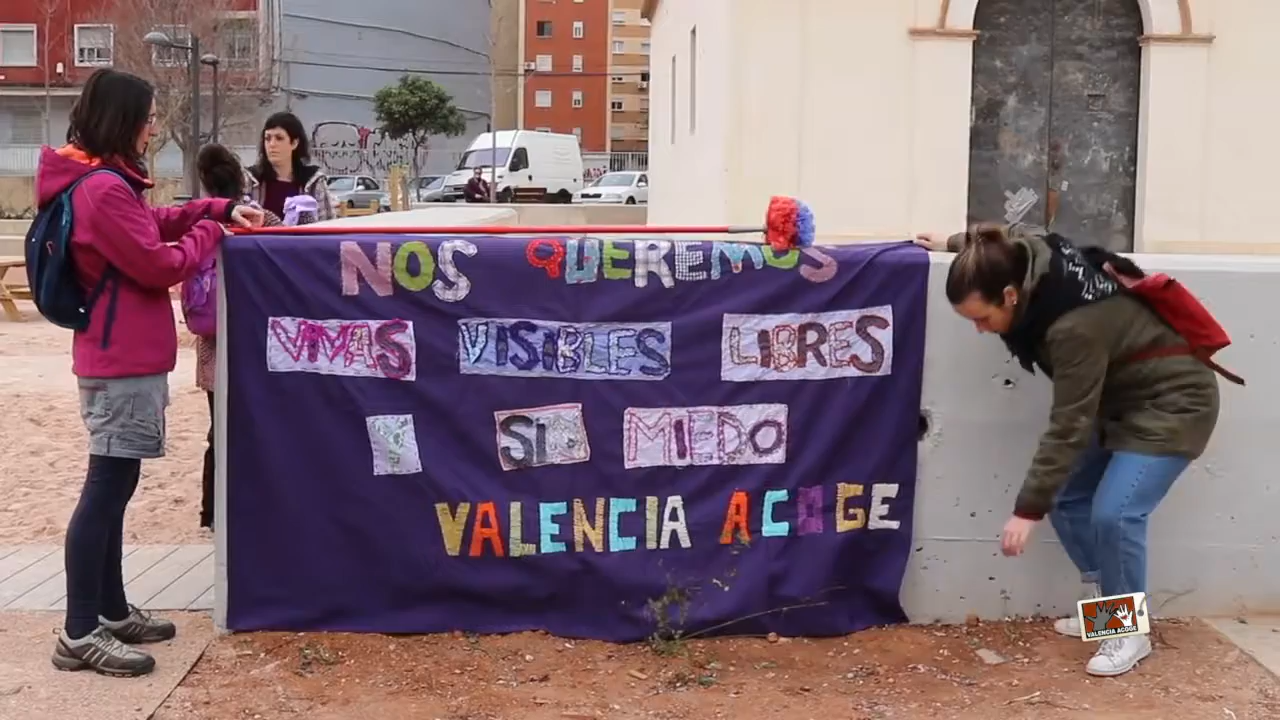 NOS QUEREMOS
VIVAS VISIBLES LIBRES
Y SIN MIEDO
VALENCIA ACOGE
VALENCIA ACOGE